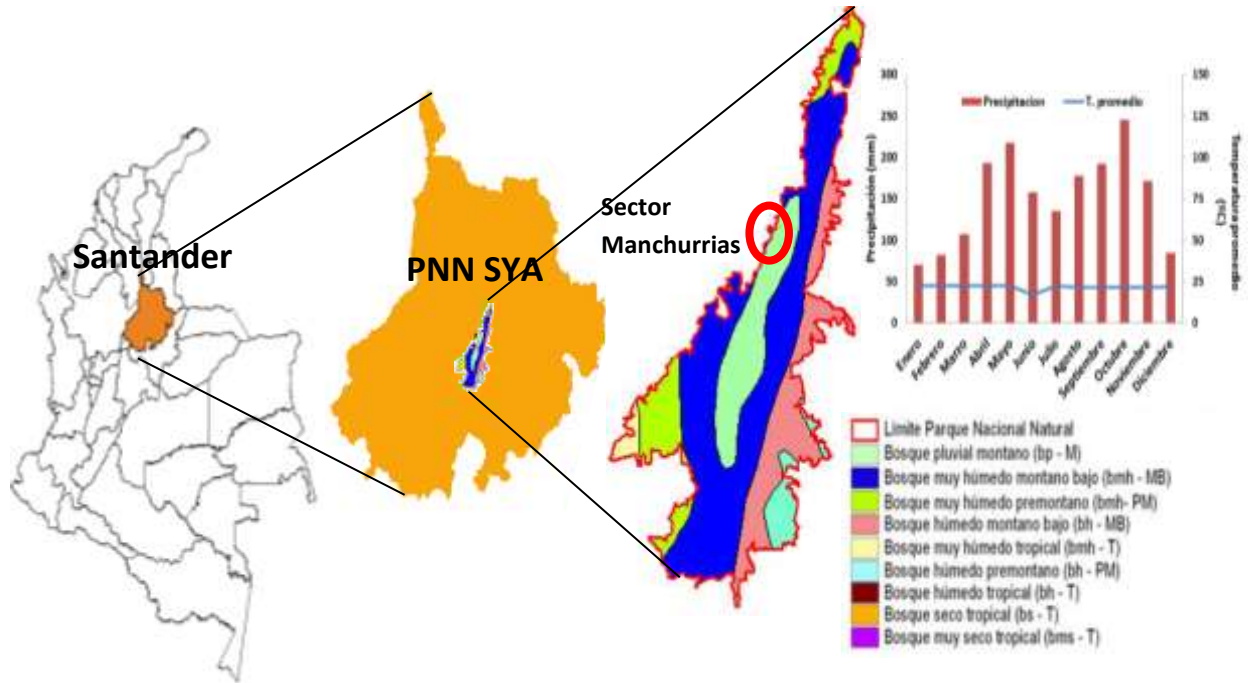 Santander
PNN SYA
Sector
Manchurrias
300
250
200
150
100
50
0
Precipitación (mm)
Precipitacion
T. promedio
150
125
100
75
50
25
0
Temperatura promedio
(ºC)
Enero
Febrero
Marzo
Abril
Mayo
Junio
Julio
Agosto
Septiembre
Octubre
Noviembre
Diciembre
Límite Parque Nacional Natural
Bosque pluvial montano (bp - M)
Bosque muy húmedo montano bajo (bmh - MB)
Bosque muy húmedo premontano (bmh- PM)
Bosque húmedo montano bajo (bh - MB)
Bosque muy húmedo tropical (bmh - T)
Bosque húmedo premontano (bh - PM)
Bosque húmedo tropical (bh - T)
Bosque seco tropical (bs - T)
Bosque muy seco tropical (bms - T)